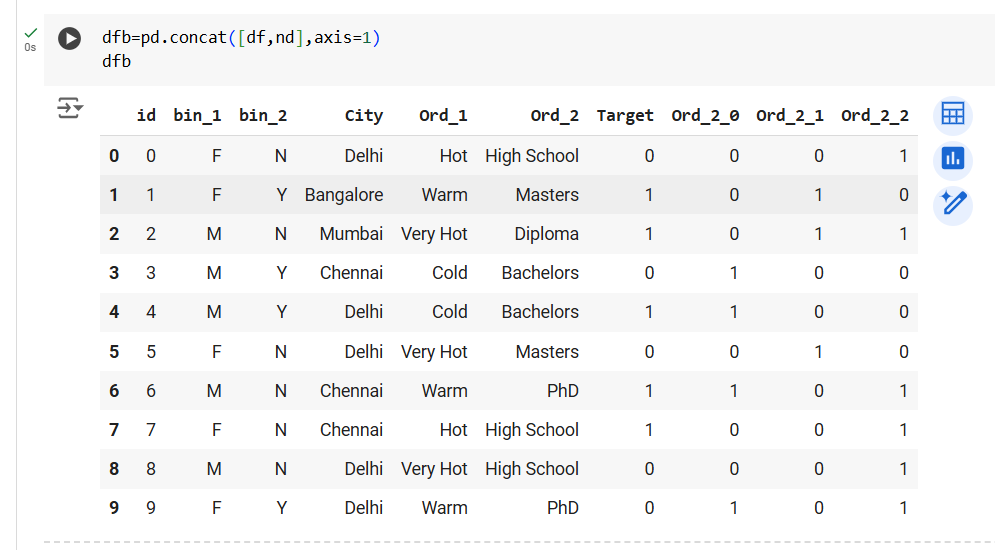 dfb=pd.concat([df,nd],axis=1)
0s
dfb
id bin_1 bin_2 City Ord_1 Ord_2 Target Ord_2_0 Ord_2_1 Ord_2_2
0 0 F N Delhi Hot High School 0 0 0 1
1 1 F Y Bangalore Warm Masters 1 0 1 0
2 2 M N Mumbai Very Hot Diploma 1 0 1 1
3 3 M Y Chennai Cold Bachelors 0 1 0 0
4 4 M Y Delhi Cold Bachelors 1 1 0 0
5 5 F N Delhi Very Hot Masters 0 0 1 0
6 6 M N Chennai Warm PhD 1 1 0 1
7 7 F N Chennai Hot High School 1 0 0 1
8 8 M N Delhi Very Hot High School 0 0 0 1
9 9 F Y Delhi Warm PhD 0 1 0 1